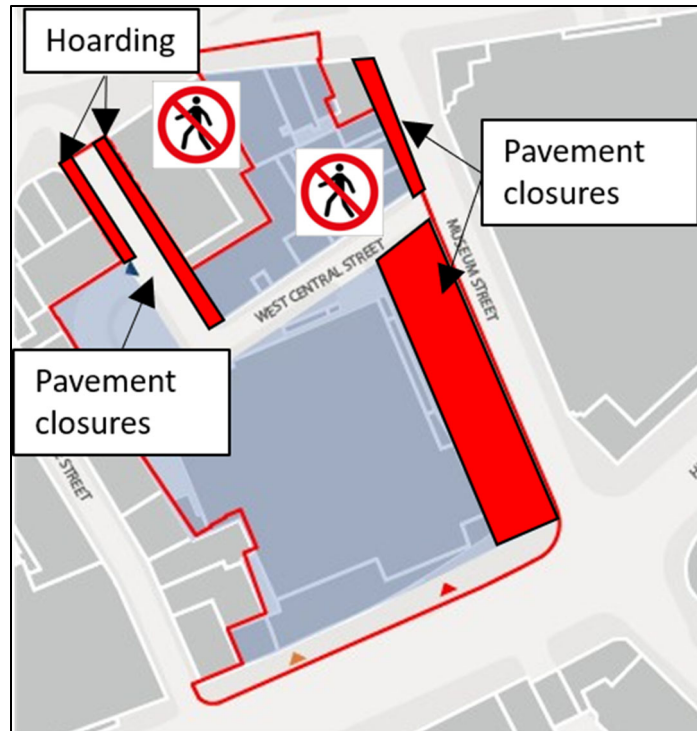 Hoarding
Pavement
closures
MUSEUM STREET
WEST CENTRAL STREET
Pavement
closures
STREET